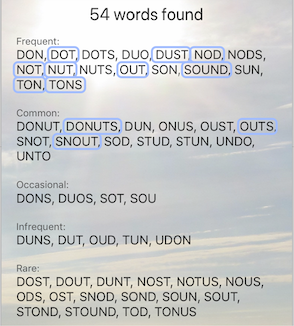 54 words found
Frequent:
DON, DOT, DOTS, DUO, DUST, NOD, NODS,
NOT, NUT, NUTS, OUT, SON, SOUND, SUN,
TON, TONS
Common:
DONUT, DONUTS, DUN, ONUS, OUST, OUTS,
SNOT, SNOUT, SOD, STUD, STUN, UNDO,
UNTO
Occasional:
DONS, DUOS, SOT, SOU
Infrequent:
DUNS, DUT, OUD, TUN, UDON
Rare:
DOST, DOUT, DUNT, NOST, NOTUS, NOUS,
ODS, OST, SNOD, SOND, SOUN, SOUT,
STOND, STOUND, TOD, TONUS